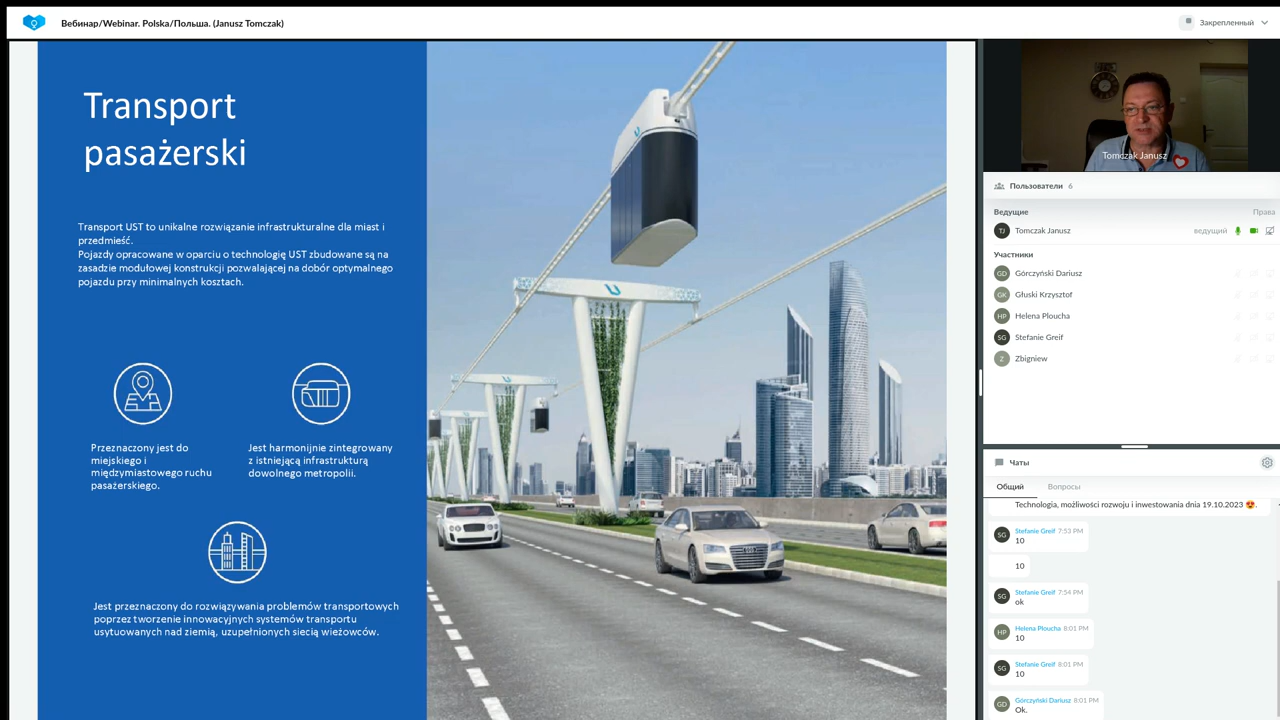 Вебинар/Webinar. Polska/Польша. (Janusz Tomczak)
Закрепленный
Transport
pasażerski
Transport UST to unikalne rozwiązanie infrastrukturalne dla miast i
przedmieść.
Pojazdy opracowane w oparciu o technologię UST zbudowane są na
zasadzie modułowej konstrukcji pozwalającej na dobór optymalnego
pojazdu przy minimalnych kosztach.
Przeznaczony jest do
miejskiego i
międzymiastowego ruchu
pasażerskiego.
Jest harmonijnie zintegrowany
z istniejącą infrastrukturą
dowolnego metropolii.
Jest przeznaczony do rozwiązywania problemów transportowych
poprzez tworzenie innowacyjnych systemów transportu
usytuowanych nad ziemią, uzupełnionych siecią wieżowców.
Tomczak Janusz
Пользователи 6
Ведущие Права
TJ Tomczak Janusz ведущий
Участники
GD Górczyński Dariusz
GK Głuski Krzysztof
HP Helena Ploucha
SG Stefanie Greif
Z Zbigniew
Чаты
Общий Вопросы
Technologia, możliwości rozwoju i inwestowania dnia 19.10.2023 😍.
SG Stefanie Greif 7:53 PM
10
10
SG Stefanie Greif 7:54 PM
ok
HP Helena Ploucha 8:01 PM
10
SG Stefanie Greif 8:01 PM
10
GD Górczyński Dariusz 8:01 PM
Ok.